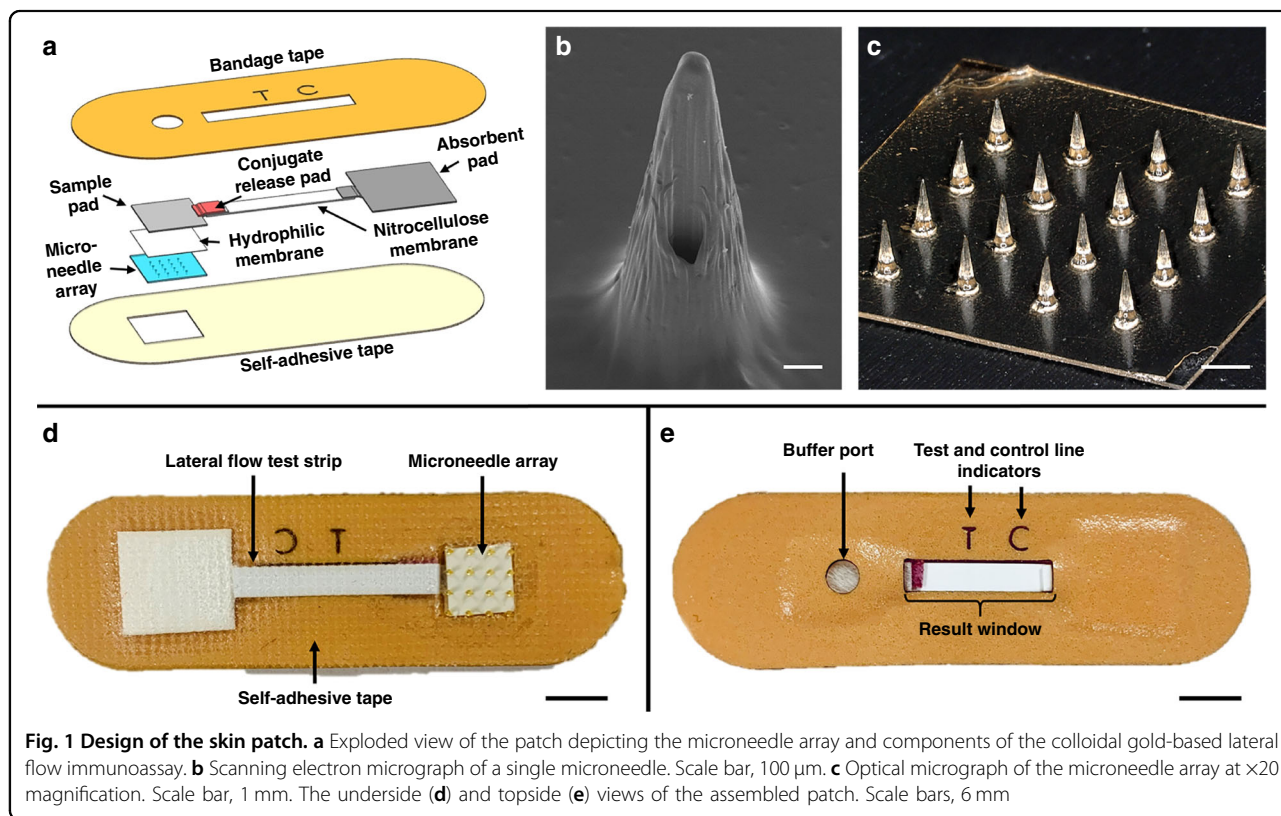 a
Bandage tape
T C
Sample
pad
Conjugate
release pad
Absorbent
pad
Micro-
needle
array
Hydrophilic
membrane
Nitrocellulose
membrane
Self-adhesive tape
b
c
d
Lateral flow test strip
Microneedle array
C T
Self-adhesive tape
e
Buffer port
Test and control line
indicators
T C
Result window
Fig. 1 Design of the skin patch. a Exploded view of the patch depicting the microneedle array and components of the colloidal gold-based lateral
flow immunoassay. b Scanning electron micrograph of a single microneedle. Scale bar, 100 μm. c Optical micrograph of the microneedle array at ×20
magnification. Scale bar, 1 mm. The underside (d) and topside (e) views of the assembled patch. Scale bars, 6 mm